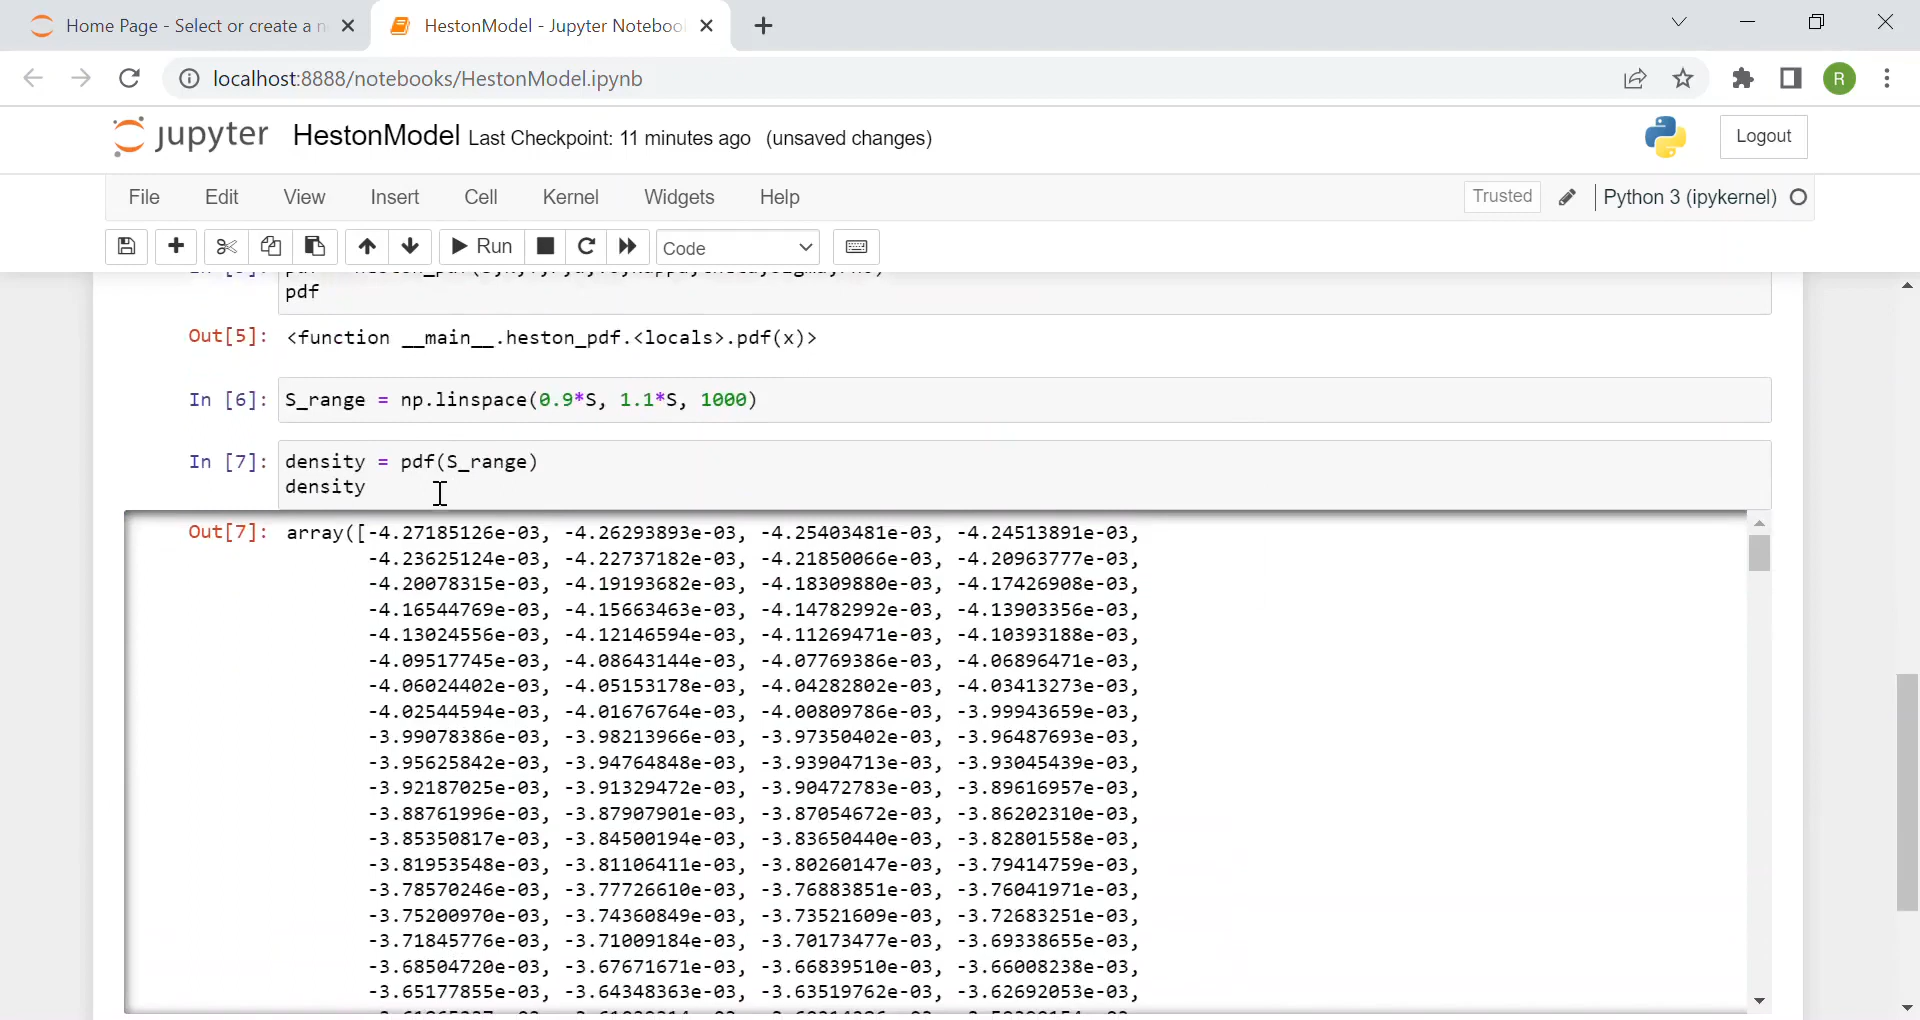 Home Page - Select or create a n
HestonModel - Jupyter Noteboo
localhost:8888/notebooks/HestonModel.ipynb
R
jupyter HestonModel Last Checkpoint: 11 minutes ago (unsaved changes)
Logout
File Edit View Insert Cell Kernel Widgets Help
Trusted Python 3 (ipykernel)
Run Code
pdf
Out[5]: <function __main__.heston_pdf.<locals>.pdf(x)>
In [6]: S_range = np.linspace(0.9*S, 1.1*S, 1000)
In [7]: density = pdf(S_range)
density
Out[7]: array([-4.27185126e-03, -4.26293893e-03, -4.25403481e-03, -4.24513891e-03,
-4.23625124e-03, -4.22737182e-03, -4.21850066e-03, -4.20963777e-03,
-4.20078315e-03, -4.19193682e-03, -4.18309880e-03, -4.17426908e-03,
-4.16544769e-03, -4.15663463e-03, -4.14782992e-03, -4.13903356e-03,
-4.13024556e-03, -4.12146594e-03, -4.11269471e-03, -4.10393188e-03,
-4.09517745e-03, -4.08643144e-03, -4.07769386e-03, -4.06896471e-03,
-4.06024402e-03, -4.05153178e-03, -4.04282802e-03, -4.03413273e-03,
-4.02544594e-03, -4.01676764e-03, -4.00809786e-03, -3.99943659e-03,
-3.99078386e-03, -3.98213966e-03, -3.97350402e-03, -3.96487693e-03,
-3.95625842e-03, -3.94764848e-03, -3.93904713e-03, -3.93045439e-03,
-3.92187025e-03, -3.91329472e-03, -3.90472783e-03, -3.89616957e-03,
-3.88761996e-03, -3.87907901e-03, -3.87054672e-03, -3.86202310e-03,
-3.85350817e-03, -3.84500194e-03, -3.83650440e-03, -3.82801558e-03,
-3.81953548e-03, -3.81106411e-03, -3.80260147e-03, -3.79414759e-03,
-3.78570246e-03, -3.77726610e-03, -3.76883851e-03, -3.76041971e-03,
-3.75200970e-03, -3.74360849e-03, -3.73521609e-03, -3.72683251e-03,
-3.71845776e-03, -3.71009184e-03, -3.70173477e-03, -3.69338655e-03,
-3.68504720e-03, -3.67671671e-03, -3.66839510e-03, -3.66008238e-03,
-3.65177855e-03, -3.64348363e-03, -3.63519762e-03, -3.62692053e-03,